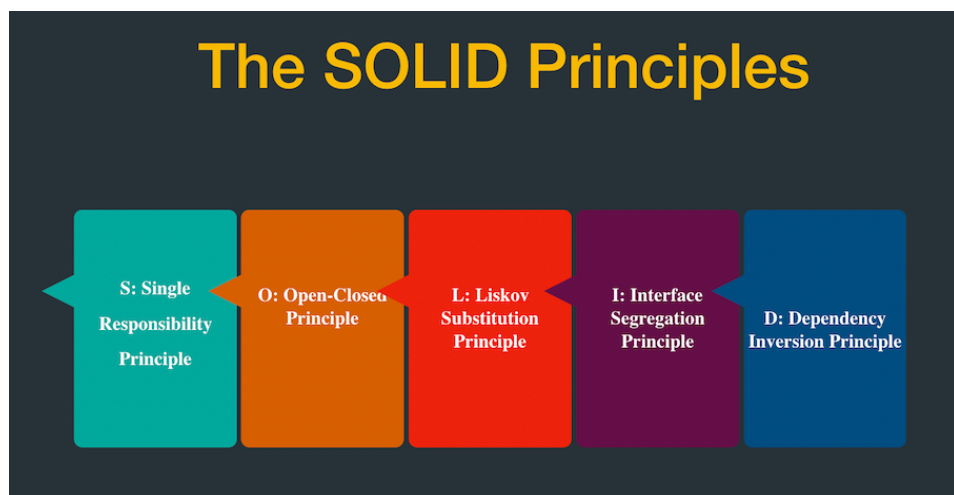 The SOLID Principles
S: Single
Responsibility
Principle
O: Open-Closed
Principle
L: Liskov
Substitution
Principle
I: Interface
Segregation
Principle
D: Dependency
Inversion Principle